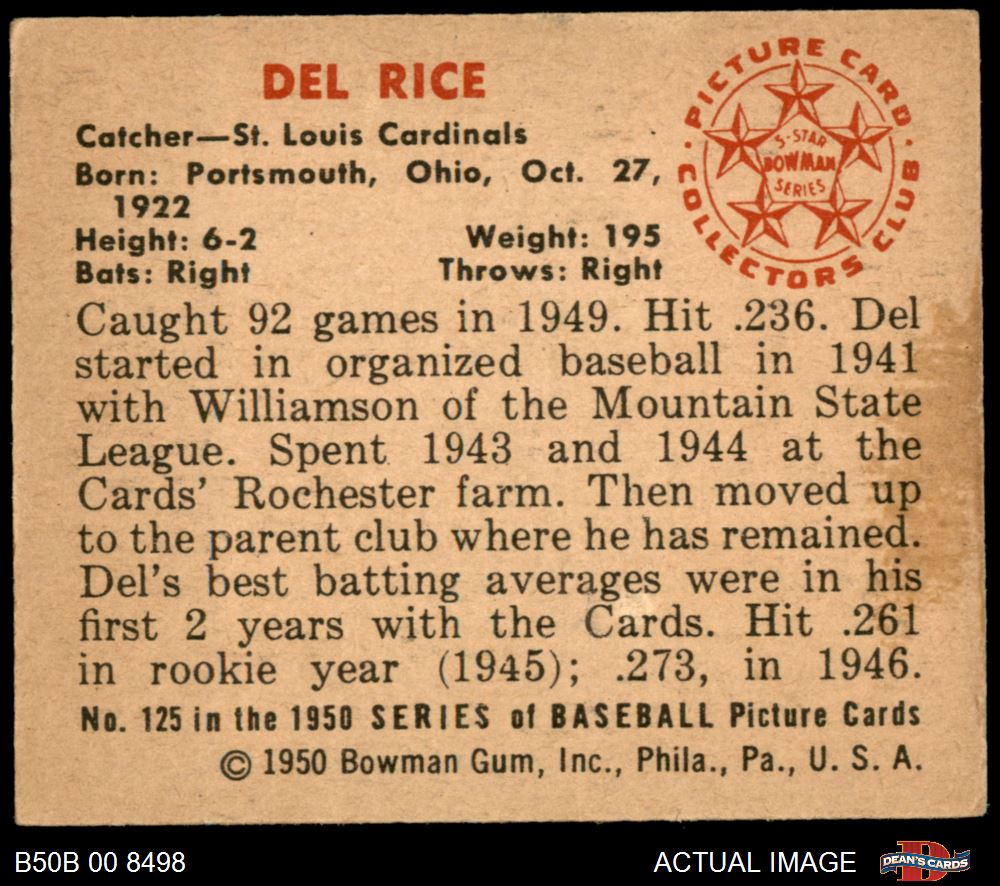 DEL RICE
Catcher—St. Louis Cardinals
Born: Portsmouth, Ohio, Oct. 27,
1922
Height: 6-2 Weight: 195
Bats: Right Throws: Right
PICTURE CARD
COLLECTORS CLUB
5-STAR
BOWMAN
SERIES
Caught 92 games in 1949. Hit .236. Del
started in organized baseball in 1941
with Williamson of the Mountain State
League. Spent 1943 and 1944 at the
Cards' Rochester farm. Then moved up
to the parent club where he has remained.
Del's best batting averages were in his
first 2 years with the Cards. Hit .261
in rookie year (1945); .273, in 1946.
No. 125 in the 1950 SERIES of BASEBALL Picture Cards
© 1950 Bowman Gum, Inc., Phila., Pa., U. S. A.
B50B 00 8498 ACTUAL IMAGE
D
DEAN'S CARDS